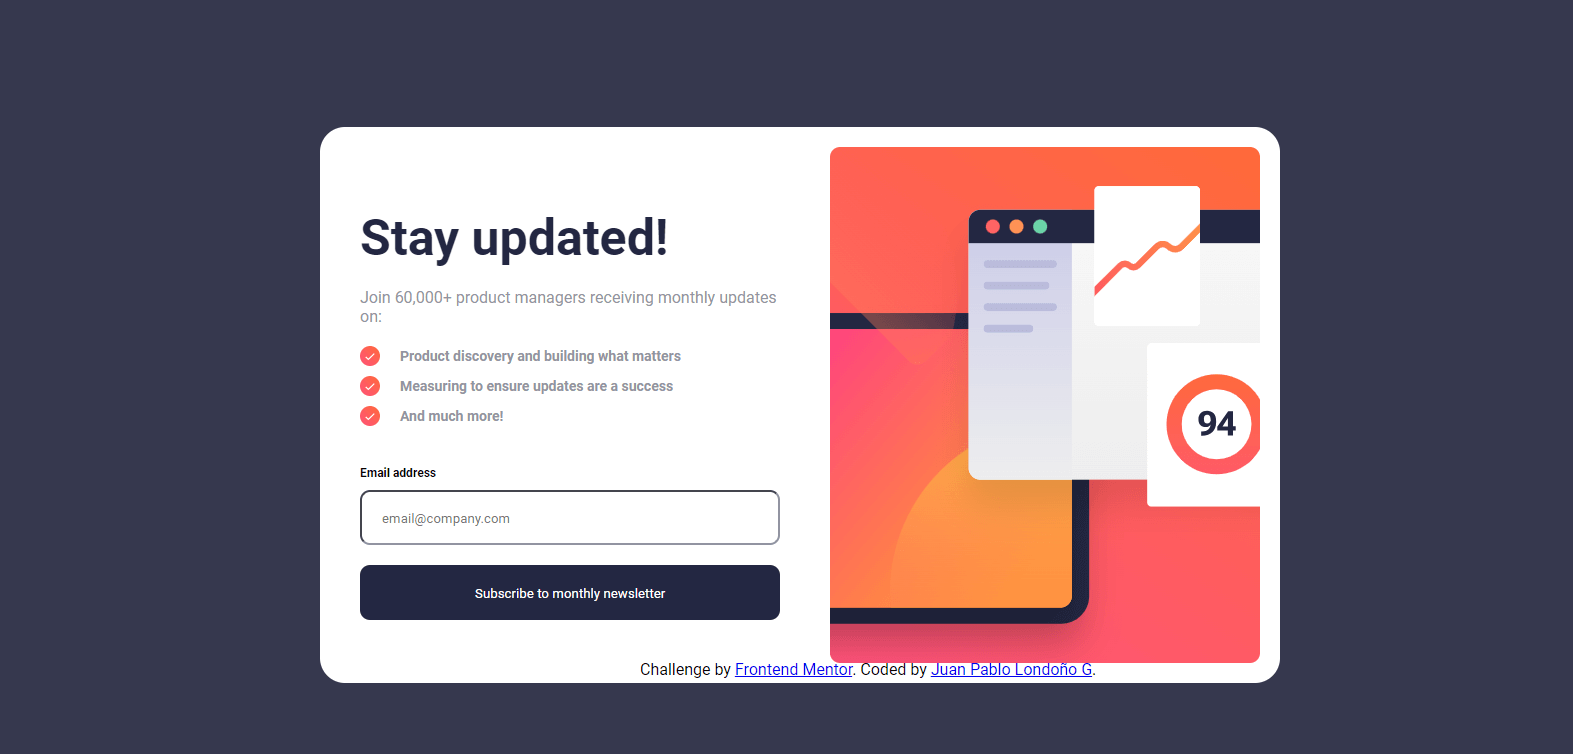 Stay updated!
Join 60,000+ product managers receiving monthly updates
on:
Product discovery and building what matters
Measuring to ensure updates are a success
And much more!
Email address
email@company.com
Subscribe to monthly newsletter
94
Challenge by Frontend Mentor. Coded by Juan Pablo Londoño G.